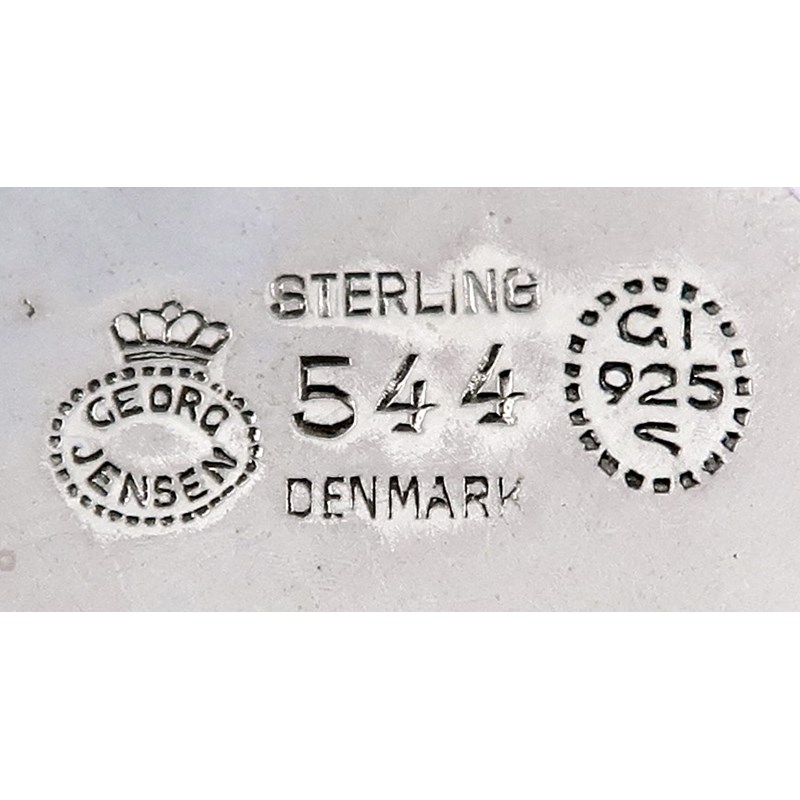 GEORG
JENSEN
STERLING
544
DENMARK
GI
925
S